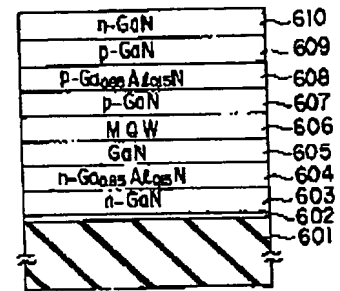 n-GaN 610
p-GaN 609
p-Ga0.85Al0.15N 608
p-GaN 607
MQW 606
GaN 605
n-Ga0.85Al0.15N 604
n-GaN 603
602
601